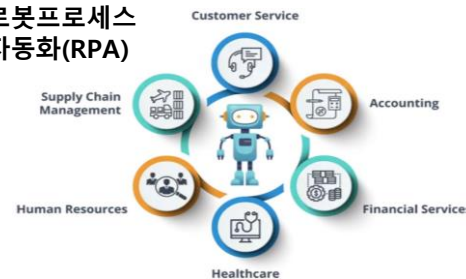 로봇프로세스
자동화(RPA)
Customer Service
Supply Chain
Management
Accounting
Human Resources
Financial Service
Healthcare